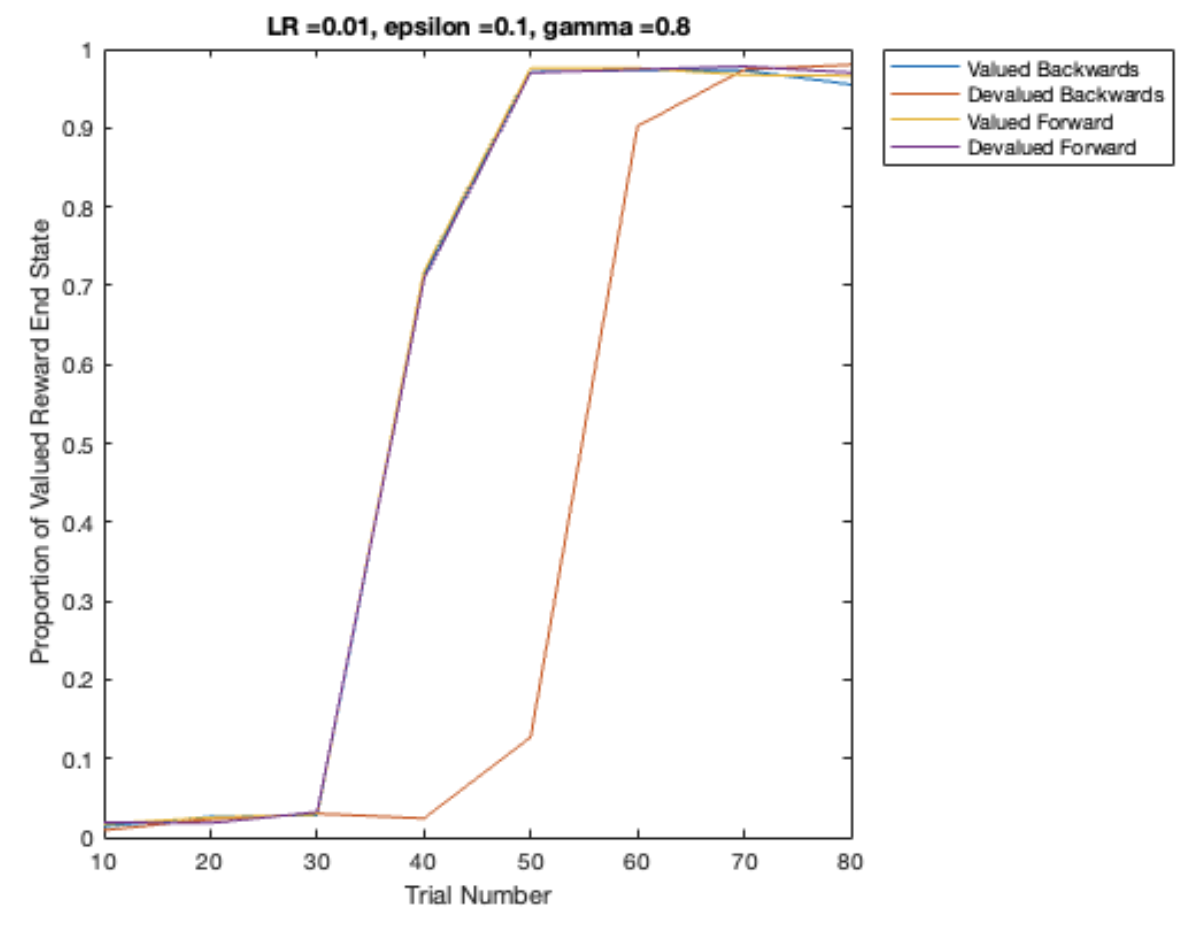 LR =0.01, epsilon =0.1, gamma =0.8
1
0.9
0.8
0.7
0.6
0.5
0.4
0.3
0.2
0.1
0
Proportion of Valued Reward End State
10 20 30 40 50 60 70 80
Trial Number
Valued Backwards
Devalued Backwards
Valued Forward
Devalued Forward